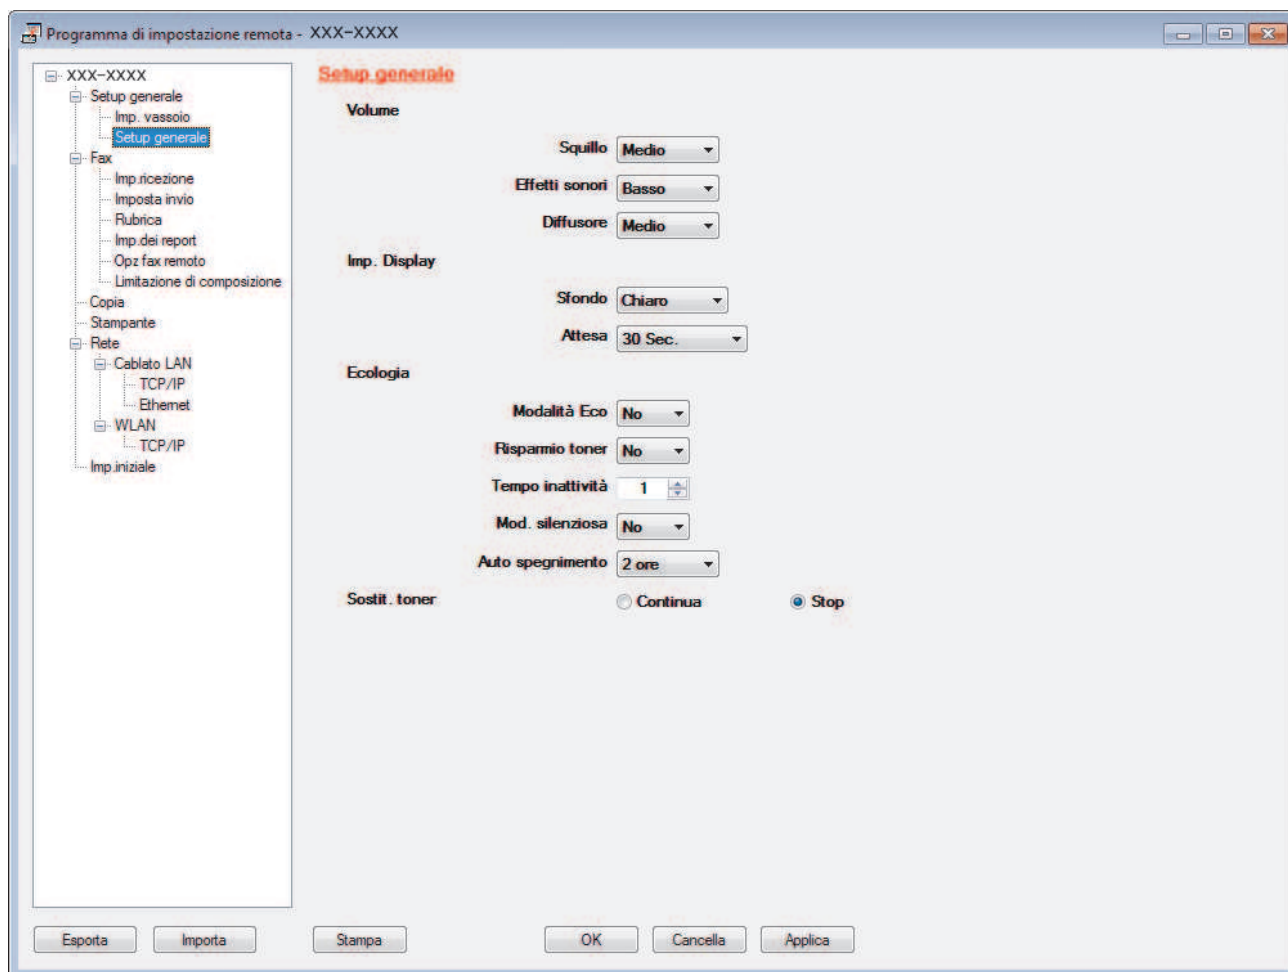 Programma di impostazione remota - XXX-XXXX
XXX-XXXX
Setup generale
Imp. vassoio
Setup generale
Fax
Imp.ricezione
Imposta invio
Rubrica
Imp.dei report
Opz fax remoto
Limitazione di composizione
Copia
Stampante
Rete
Cablato LAN
TCP/IP
Ethernet
WLAN
TCP/IP
Imp.iniziale
Setup generale
Volume
Squillo Medio
Effetti sonori Basso
Diffusore Medio
Imp. Display
Sfondo Chiaro
Attesa 30 Sec.
Ecologia
Modalità Eco No
Risparmio toner No
Tempo inattività 1
Mod. silenziosa No
Auto spegnimento 2 ore
Sostit. toner Continua Stop
Esporta Importa Stampa OK Cancella Applica